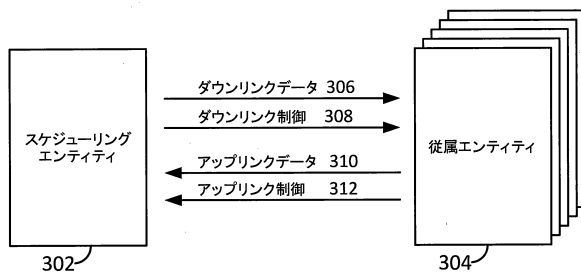 スケジューリング
エンティティ
302
ダウンリンクデータ 306
ダウンリンク制御 308
アップリンクデータ 310
アップリンク制御 312
従属エンティティ
304